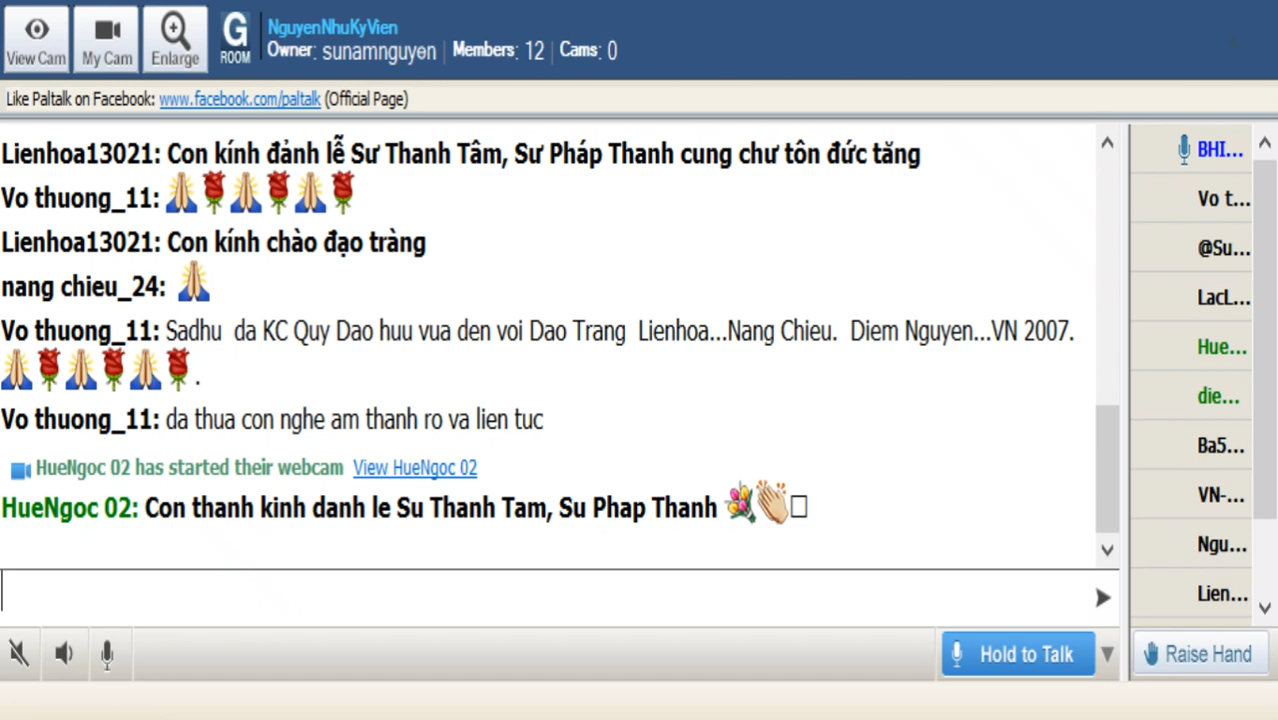 View Cam
My Cam
Enlarge
G
ROOM
NguyenNhuKyVien
Owner: sunamnguyen | Members: 12 | Cams: 0
Like Paltalk on Facebook: www.facebook.com/paltalk (Official Page)
Lienhoa13021: Con kính đảnh lễ Sư Thanh Tâm, Sư Pháp Thanh cung chư tôn đức tăng
Vo thuong_11: 🙏🌹🙏🌹🙏🌹
Lienhoa13021: Con kính chào đạo tràng
nang chieu_24: 🙏
Vo thuong_11: Sadhu da KC Quy Dao huu vua den voi Dao Trang Lienhoa...Nang Chieu. Diem Nguyen...VN 2007.
🙏🌹🙏🌹🙏🌹.
Vo thuong_11: da thua con nghe am thanh ro va lien tuc
HueNgoc 02 has started their webcam View HueNgoc 02
HueNgoc 02: Con thanh kinh danh le Su Thanh Tam, Su Phap Thanh 💐👏□
BHI...
Vo t...
@Su...
LacL...
Hue...
die...
Ba5...
VN-...
Ngu...
Lien...
Hold to Talk
Raise Hand